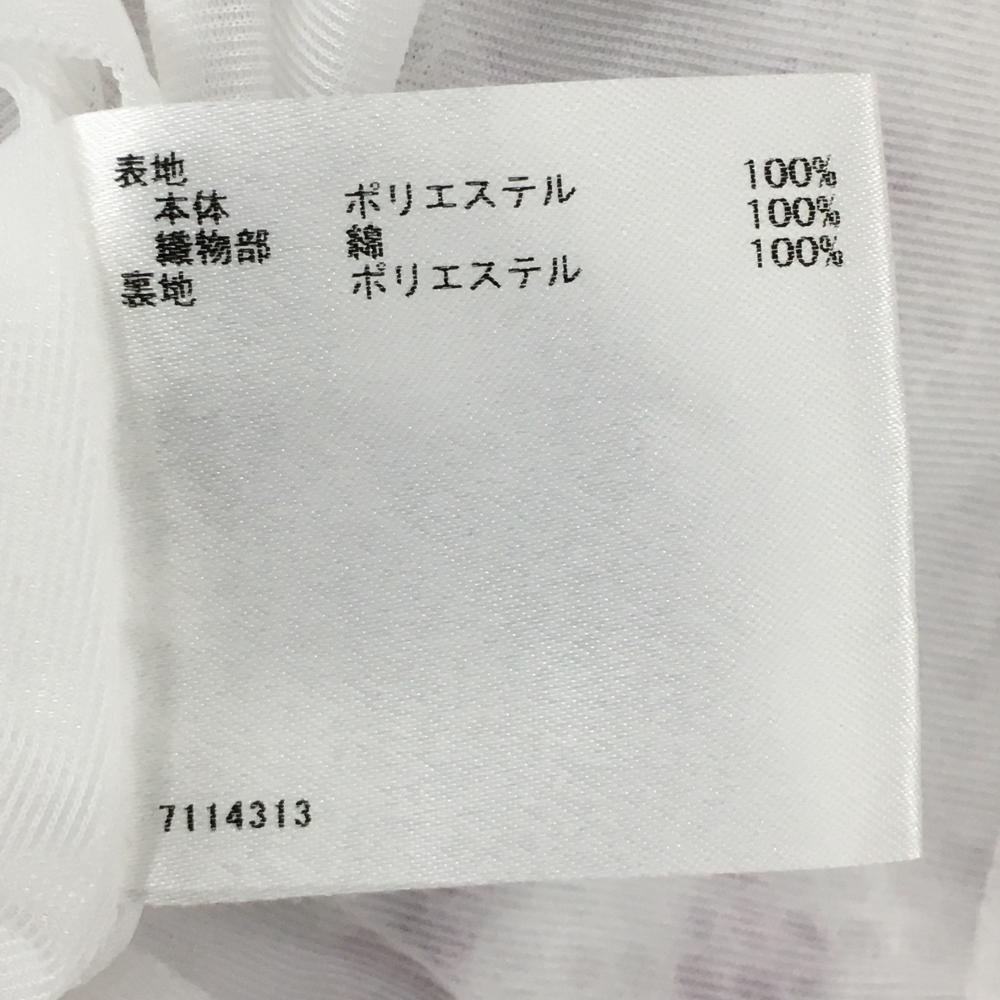 表地
本体 ポリエステル 100%
織物部 綿 100%
裏地 ポリエステル 100%
7114313